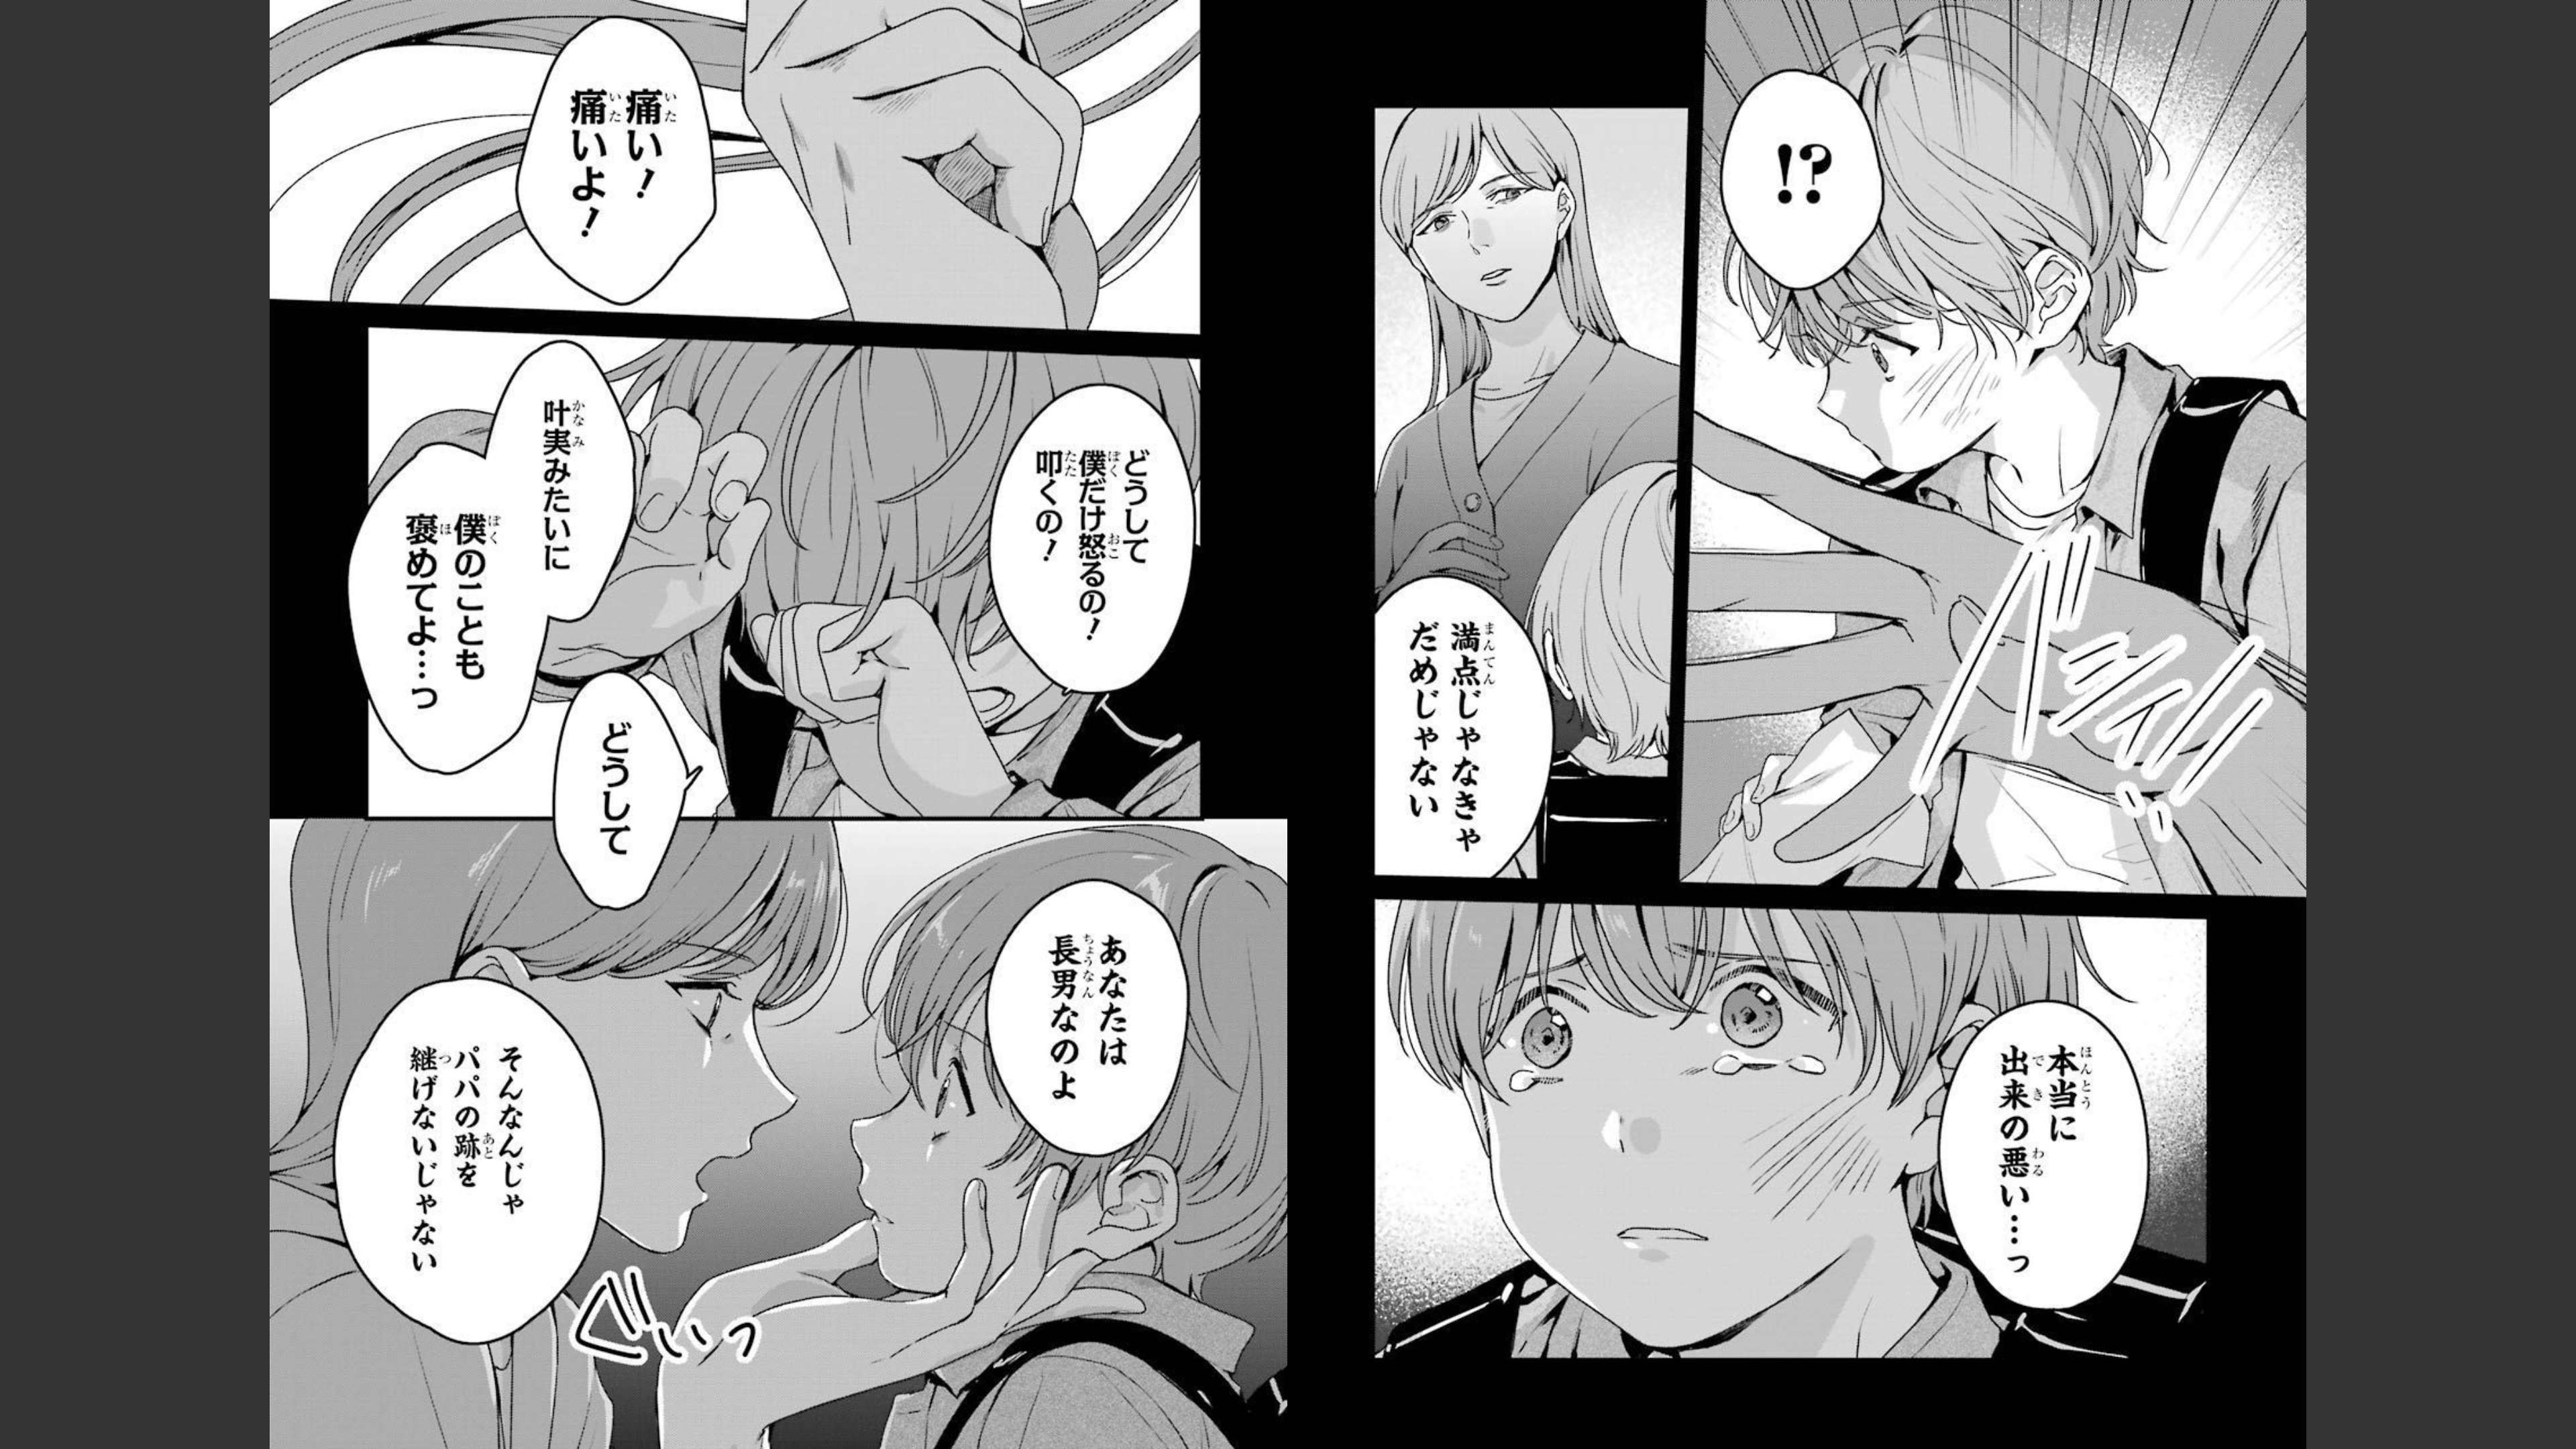 !?
バシィ!!
満点じゃなきゃ
だめじゃない
本当に
出来の悪い…っ
痛い!
痛いよ!
どうして
僕だけ怒るの!
叩くの!
叶実みたいに
僕のことも
褒めてよ…っ
どうして
あなたは
長男なのよ
そんなんじゃ
パパの跡を
継げないじゃない
ぐいっ